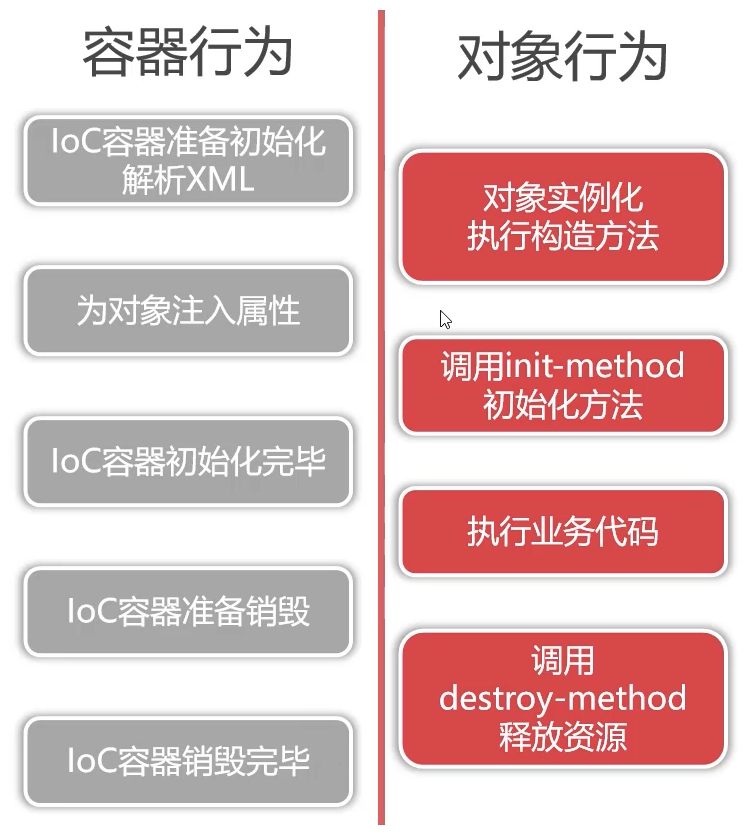 容器行为
IoC容器准备初始化
解析XML
为对象注入属性
IoC容器初始化完毕
IoC容器准备销毁
IoC容器销毁完毕
对象行为
对象实例化
执行构造方法
调用init-method
初始化方法
执行业务代码
调用
destroy-method
释放资源